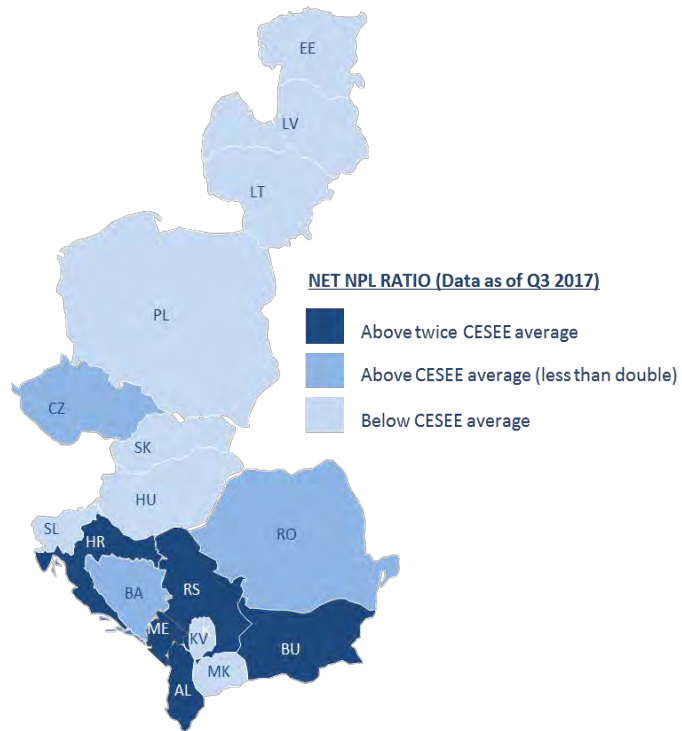 EE
LV
LT
NET NPL RATIO (Data as of Q3 2017)
PL
Above twice CESEE average
Above CESEE average (less than double)
CZ
Below CESEE average
SK
HU
SL
HR
RO
BA
RS
ME
KV
BU
MK
AL